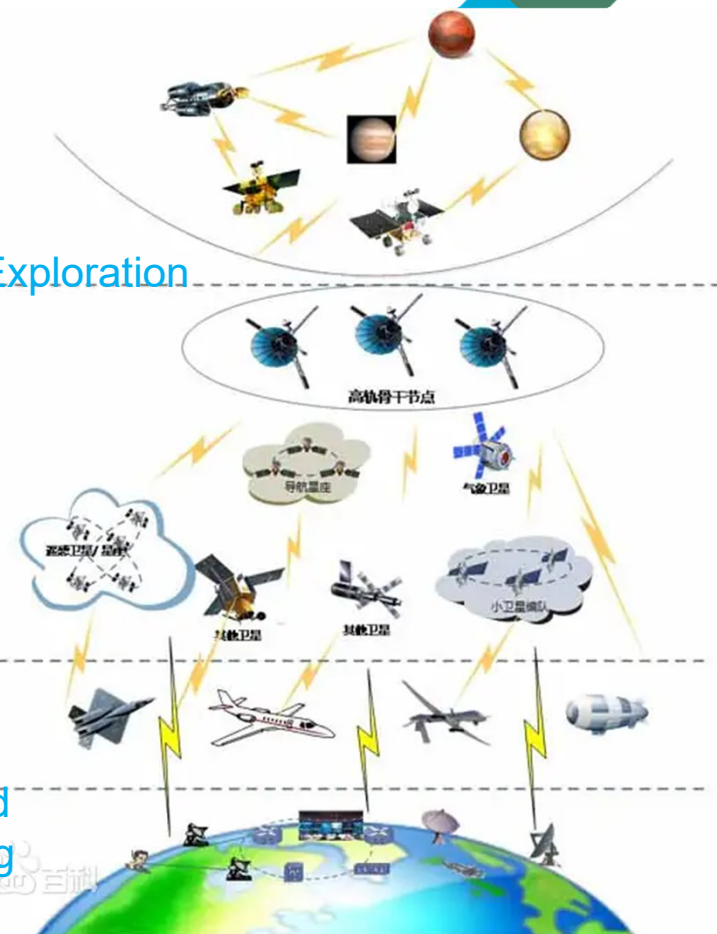 Exploration
高轨骨干节点
导航星座
气象卫星
遥感卫星/星座
小卫星编队
其他卫星
其他卫星
d
g
百科